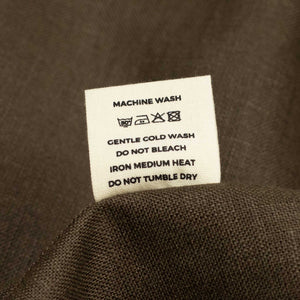 MACHINE WASH
GENTLE COLD WASH
DO NOT BLEACH
IRON MEDIUM HEAT
DO NOT TUMBLE DRY